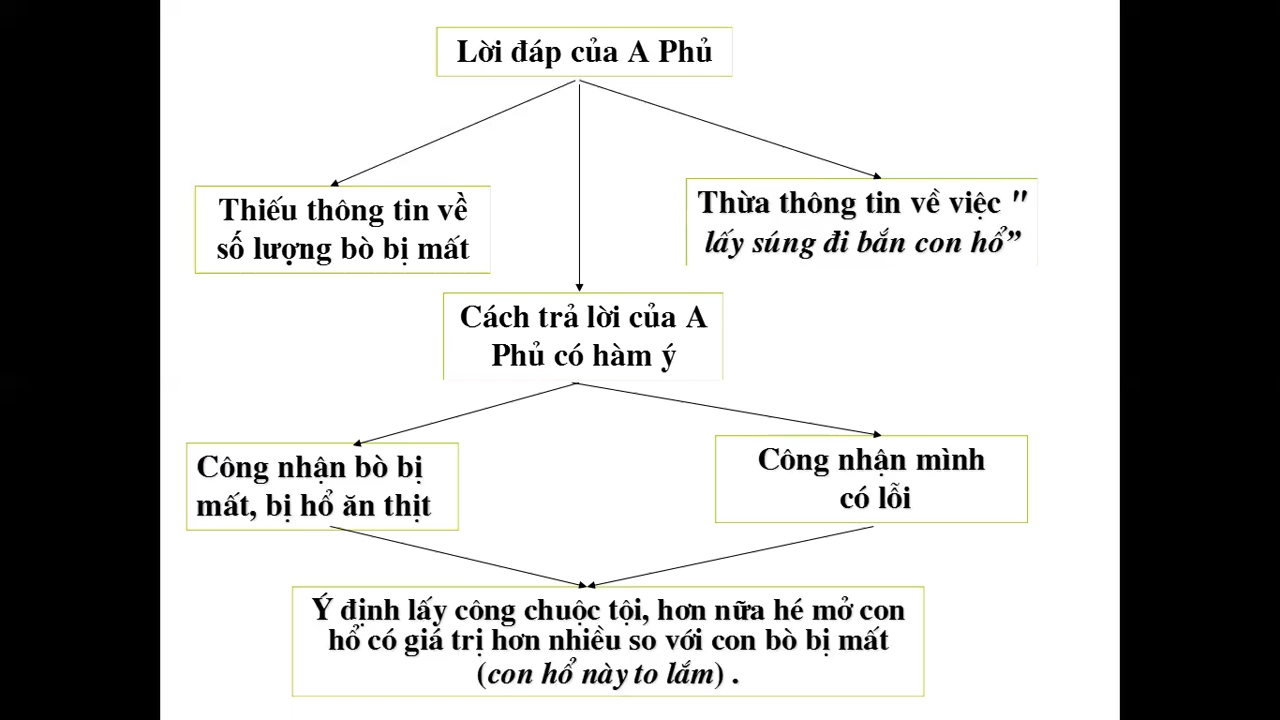 Lời đáp của A Phủ
Thiếu thông tin về
số lượng bò bị mất
Thừa thông tin về việc "
lấy súng đi bắn con hổ”
Cách trả lời của A
Phủ có hàm ý
Công nhận bò bị
mất, bị hổ ăn thịt
Công nhận mình
có lỗi
Ý định lấy công chuộc tội, hơn nữa hé mở con
hổ có giá trị hơn nhiều so với con bò bị mất
(con hổ này to lắm) .